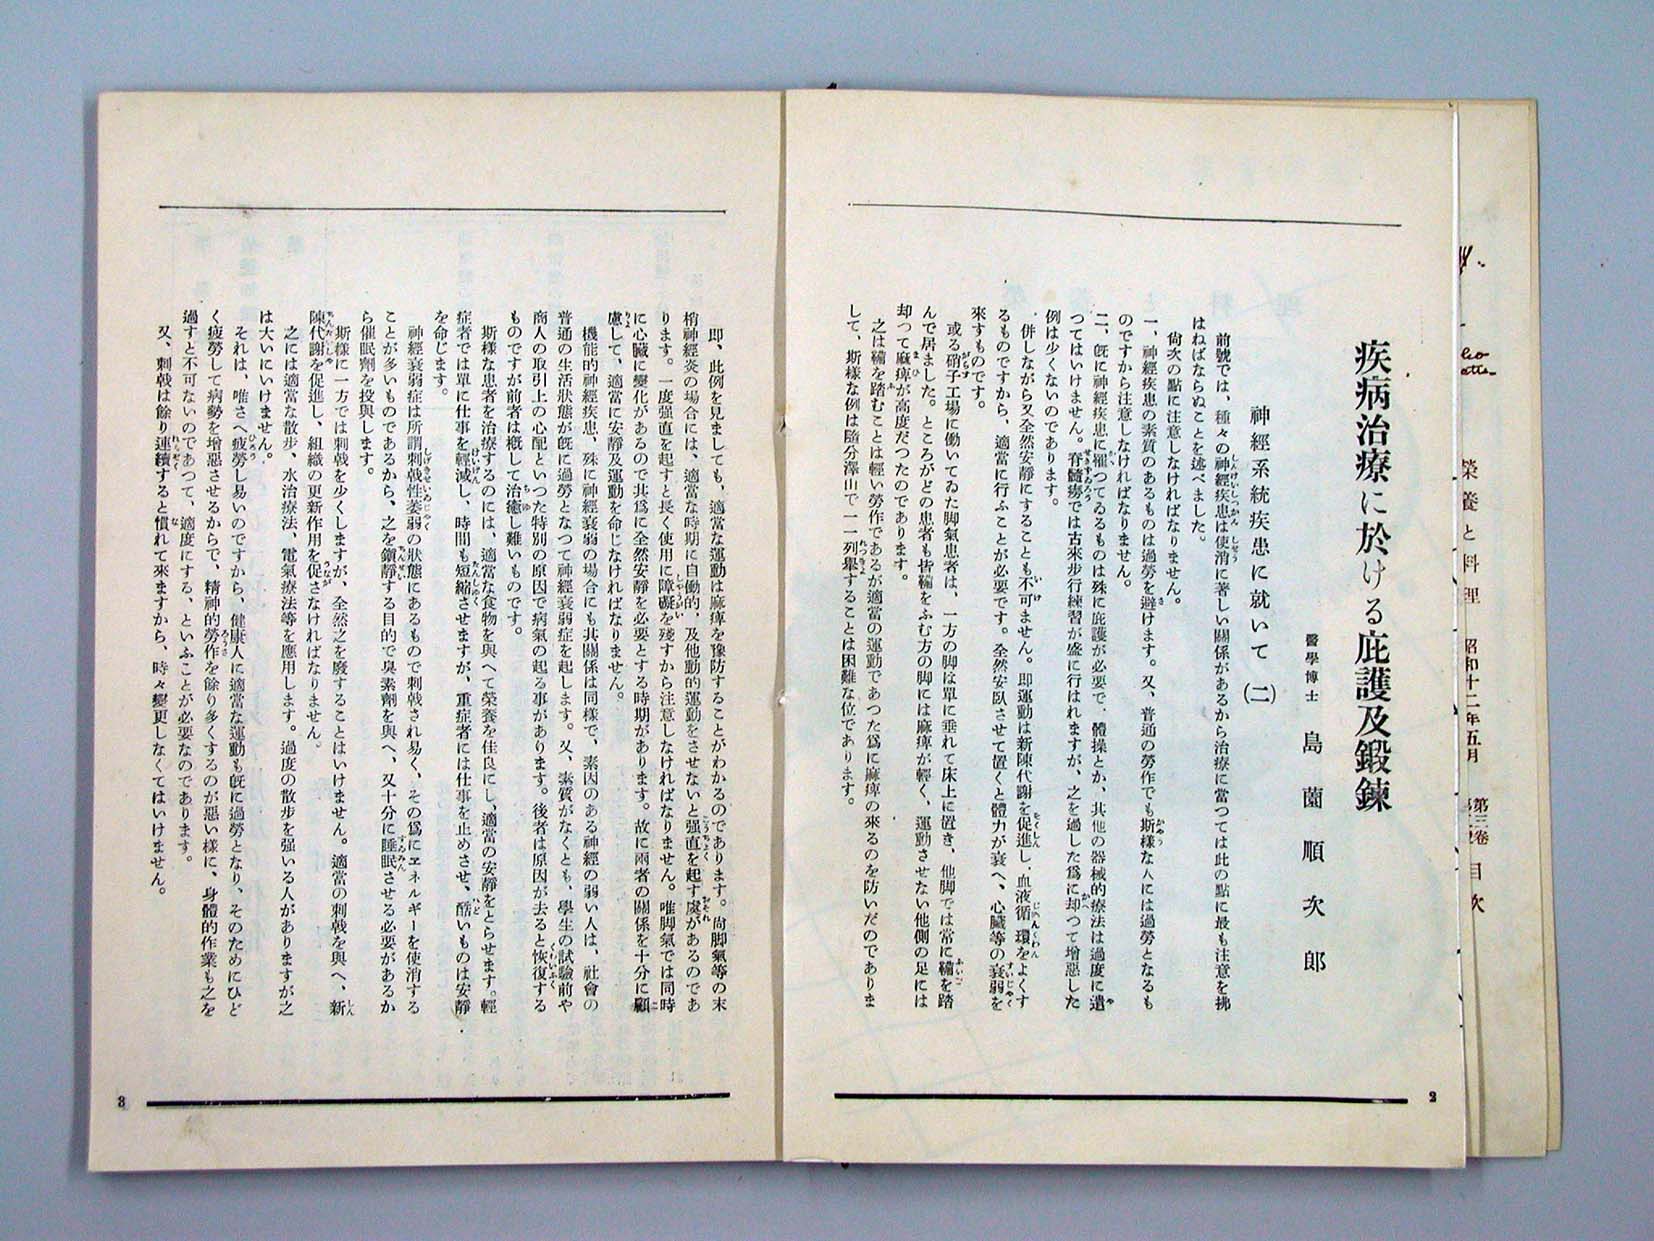 榮養と料理 昭和十二年五月 第三卷 目次
疾病治療に於ける庇護及鍛鍊
醫學博士 島薗順次郎
神經系統疾患に就いて(二)
前號では、種々の神經疾患は使消に著しい關係があるから治療に當つては此の點に最も注意を拂
はねばならぬことを述べました。
尙次の點に注意しなければなりません。
一、神經疾患の素質のあるものは過勞を避けます。又、普通の勞作でも斯樣な人には過勞となるも
のですから注意しなければなりません。
二、旣に神經疾患に罹つてゐるものは殊に庇護が必要で、體操とか、其他の器械的療法は過度に遣
つてはいけません。脊髓癆では古來步行練習が盛に行はれますが、之を過した爲に却つて增惡した
例は少くないのであります。
併しながら又全然安靜にすることも不可ません。卽運動は新陳代謝を促進し、血液循環をよくす
るものですから、適當に行ふことが必要です。全然安臥させて置くと體力が衰へ、心臟等の衰弱を
來すものです。
或る硝子工場に働いてゐた脚氣患者は、一方の脚は單に垂れて床上に置き、他脚では常に鞴を踏
んで居ました。ところがどの患者も皆鞴をふむ方の脚には麻痺が輕く、運動させない他側の足には
却つて麻痺が高度だつたのであります。
之は鞴を踏むことは輕い勞作であるが適當の運動であつた爲に麻痺の來るのを防いだのでありま
して、斯樣な例は隨分澤山で一一列擧することは困難な位であります。
2
卽、此例を見ましても、適當な運動は麻痺を豫防することがわかるのであります。尙脚氣等の末
梢神經炎の場合には、適當な時期に自働的、及他動的運動をさせないと强直を起す虞があるのであ
ります。一度强直を起すと長く使用に障礙を殘すから注意しなければなりません。唯脚氣では同時
に心臟に變化があるので其爲に全然安靜を必要とする時期があります。故に兩者の關係を十分に顧
慮して、適當に安靜及運動を命じなければなりません。
機能的神經疾患、殊に神經衰弱の場合にも其關係は同樣で、素因のある神經の弱い人は、社會の
普通の生活狀態が旣に過勞となつて神經衰弱症を起します。又、素質がなくとも、學生の試驗前や
商人の取引上の心配といつた特別の原因で病氣の起る事があります。後者は原因が去ると恢復する
ものですが前者は槪して治癒し難いものです。
斯樣な患者を治療するのには、適當な食物を與へて榮養を佳良にし、適當の安靜をとらせます。輕
症者では單に仕事を輕減し、時間も短縮させますが、重症者には仕事を止めさせ、酷いものは安靜
を命じます。
神經衰弱症は所謂刺戟性萎弱の狀態にあるもので刺戟され易く、その爲にエネルギーを使消する
ことが多いものであるから、之を鎭靜する目的で臭素劑を與へ、又十分に睡眠させる必要があるか
ら催眠劑を投與します。
斯樣に一方では刺戟を少くしますが、全然之を廢することはいけません。適當の刺戟を與へ、新
陳代謝を促進し、組織の更新作用を促さなければなりません。
之には適當な散步、水治療法、電氣療法等を應用します。過度の散步を强いる人がありますが之
は大いにいけません。
それは、唯さへ疲勞し易いのですから、健康人に適當な運動も旣に過勞となり、そのためにひど
く疲勞して病勢を增惡させるからで、精神的勞作を餘り多くするのが惡い樣に、身體的作業も之を
過すと不可ないのであつて、適度にする、といふことが必要なのであります。
又、刺戟は餘り連續すると慣れて來ますから、時々變更しなくてはいけません。
3